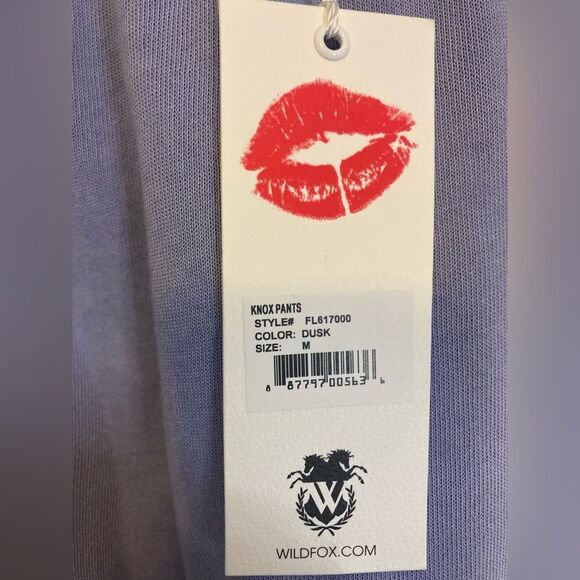 KNOX PANTS
STYLE# FL617000
COLOR: DUSK
SIZE: M
8 87797 00563 6
W
WILDFOX.COM